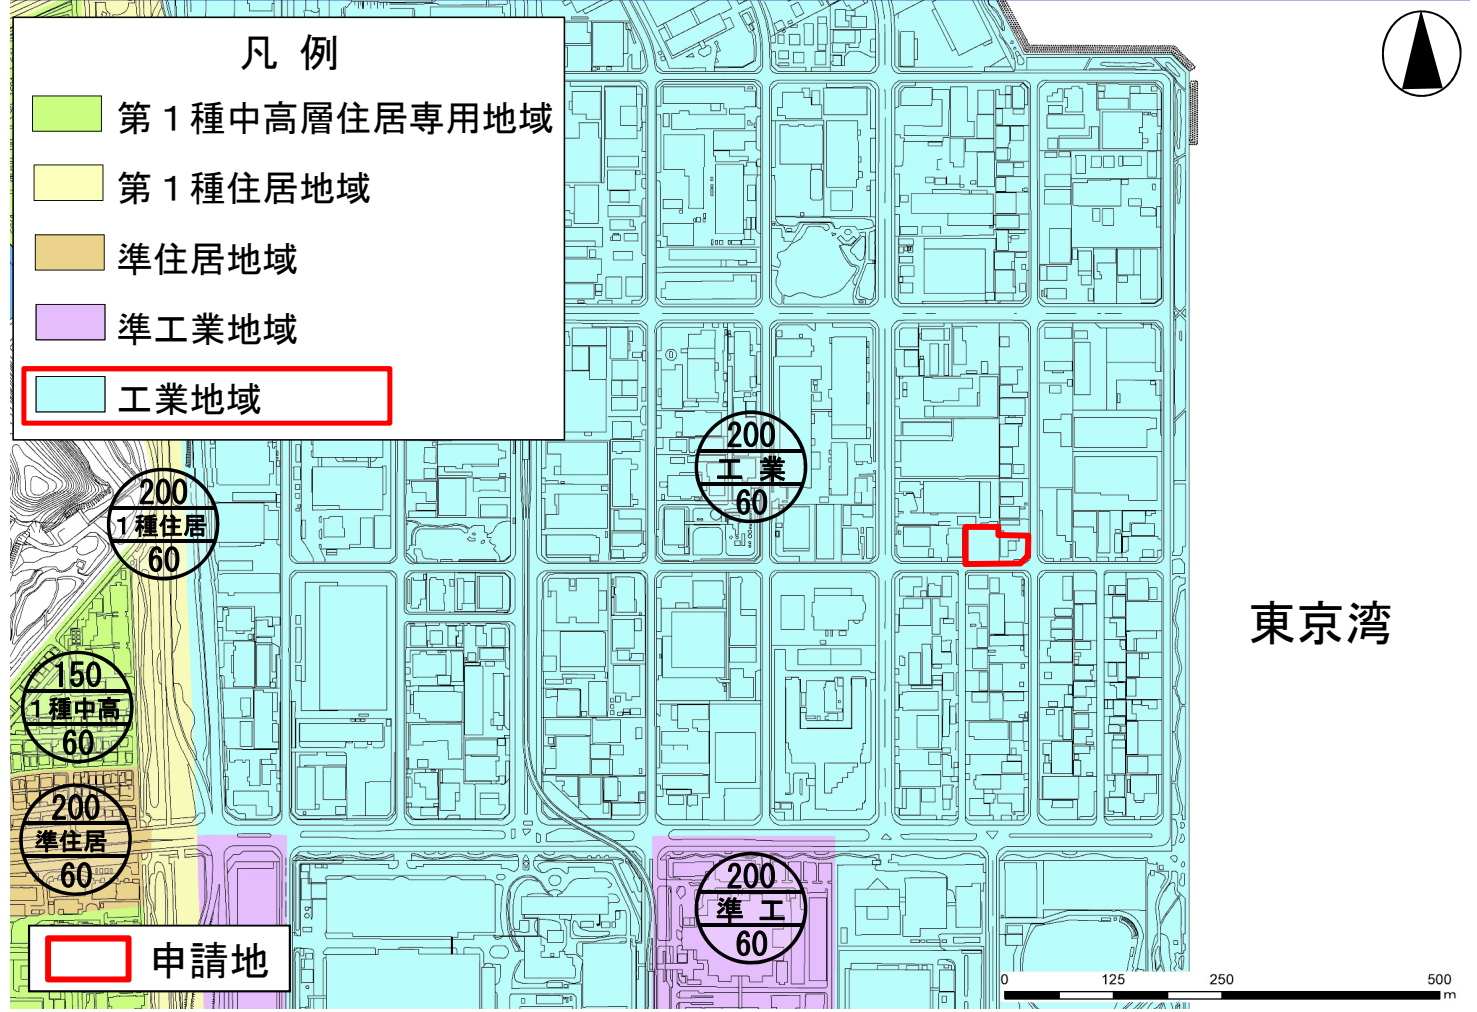 凡 例
第１種中高層住居専用地域
第１種住居地域
準住居地域
準工業地域
工業地域
200
工 業
60
200
1種住居
60
東京湾
150
1種中高
60
200
準住居
60
200
準 工
60
申請地
0 125 250 500
m